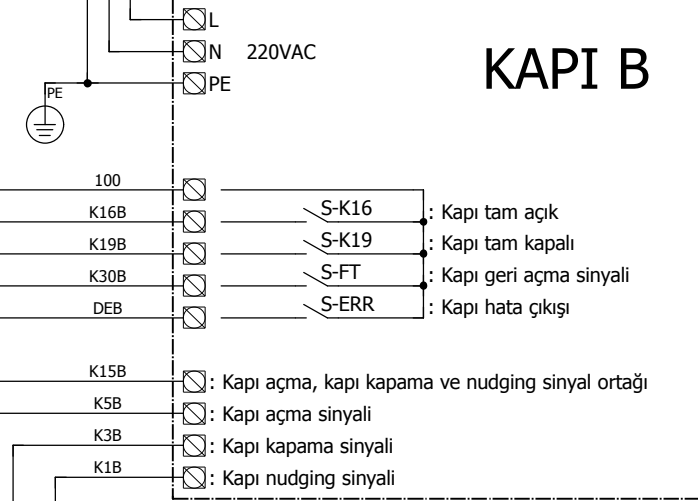 L
N 220VAC
KAPI B
PE
PE
100
K16B S-K16 : Kapı tam açık
K19B S-K19 : Kapı tam kapalı
K30B S-FT : Kapı geri açma sinyali
DEB S-ERR : Kapı hata çıkışı
K15B : Kapı açma, kapı kapama ve nudging sinyal ortağı
K5B : Kapı açma sinyali
K3B : Kapı kapama sinyali
K1B : Kapı nudging sinyali